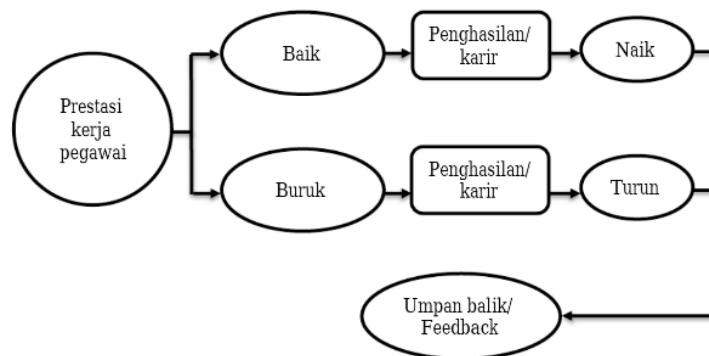 Prestasi
kerja
pegawai
Baik
Penghasilan/
karir
Naik
Buruk
Penghasilan/
karir
Turun
Umpan balik/
Feedback